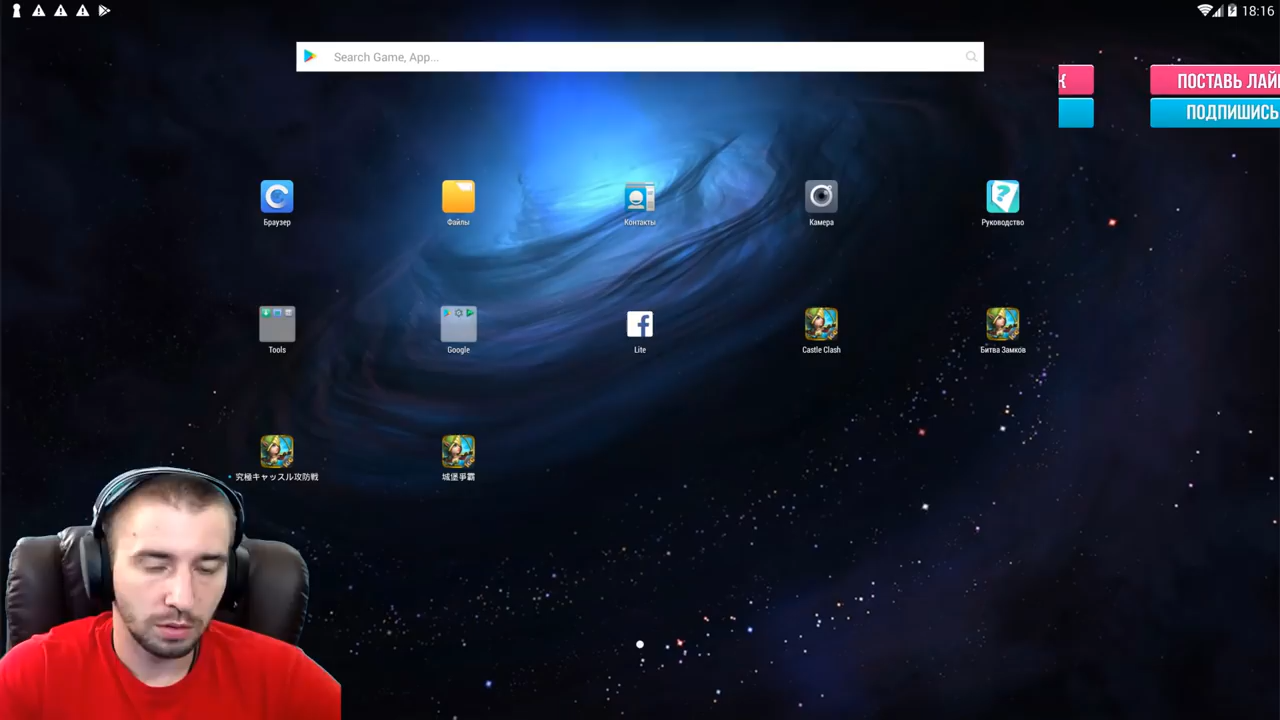 18:16
Search Game, App...
К
ПОСТАВЬ ЛАЙ
ПОДПИШИСЬ
Браузер
Файлы
Контакты
Камера
Руководство
Tools
Google
Lite
Castle Clash
Битва Замков
究極キャッスル攻防戦
城堡爭霸